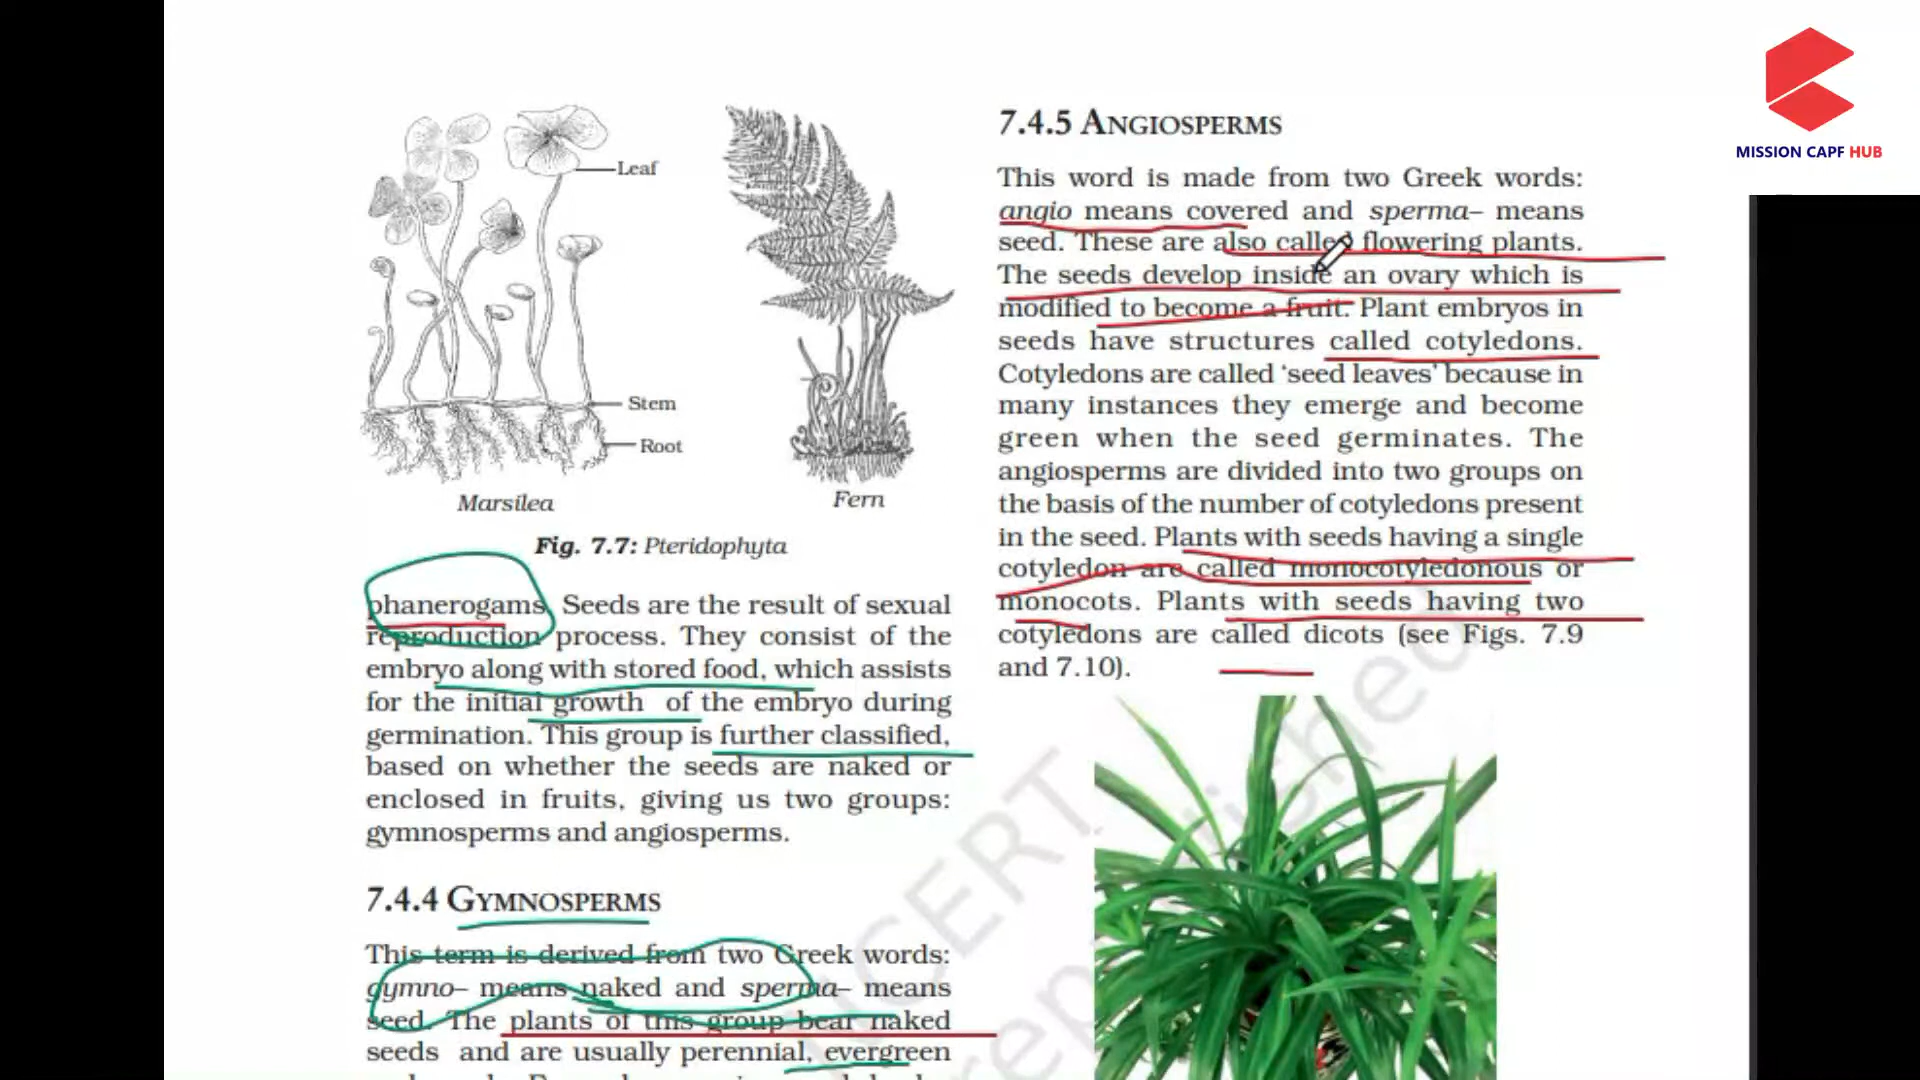 MISSION CAPF HUB
Leaf
Stem
Root
Marsilea
Fern
Fig. 7.7: Pteridophyta
phanerogams. Seeds are the result of sexual
reproduction process. They consist of the
embryo along with stored food, which assists
for the initial growth of the embryo during
germination. This group is further classified,
based on whether the seeds are naked or
enclosed in fruits, giving us two groups:
gymnosperms and angiosperms.
7.4.4 GYMNOSPERMS
This term is derived from two Greek words:
gymno– means naked and sperma– means
seed. The plants of this group bear naked
seeds and are usually perennial, evergreen
7.4.5 ANGIOSPERMS
This word is made from two Greek words:
angio means covered and sperma– means
seed. These are also called flowering plants.
The seeds develop inside an ovary which is
modified to become a fruit. Plant embryos in
seeds have structures called cotyledons.
Cotyledons are called ‘seed leaves’ because in
many instances they emerge and become
green when the seed germinates. The
angiosperms are divided into two groups on
the basis of the number of cotyledons present
in the seed. Plants with seeds having a single
cotyledon are called monocotyledonous or
monocots. Plants with seeds having two
cotyledons are called dicots (see Figs. 7.9
and 7.10).
NCERT